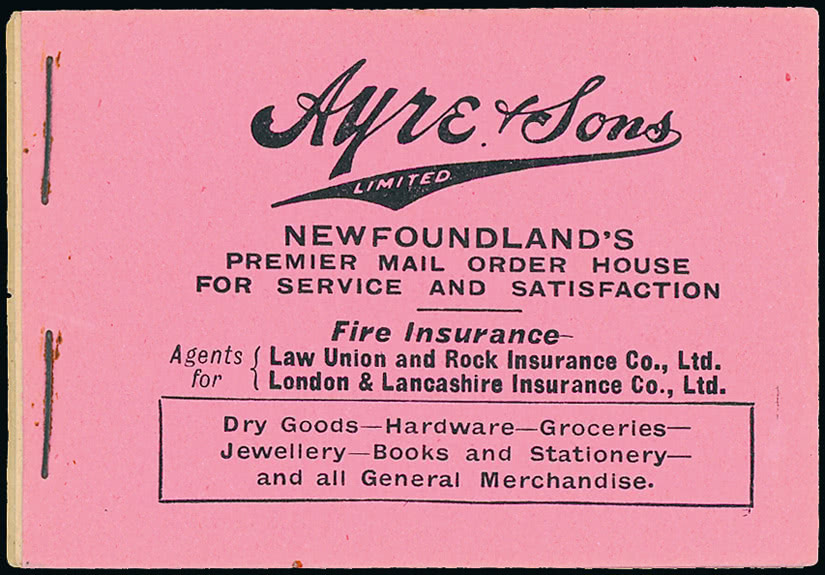 Ayre & Sons
LIMITED
NEWFOUNDLAND'S
PREMIER MAIL ORDER HOUSE
FOR SERVICE AND SATISFACTION
Fire Insurance—
Agents for { Law Union and Rock Insurance Co., Ltd.
London & Lancashire Insurance Co., Ltd.
Dry Goods—Hardware—Groceries—
Jewellery—Books and Stationery—
and all General Merchandise.